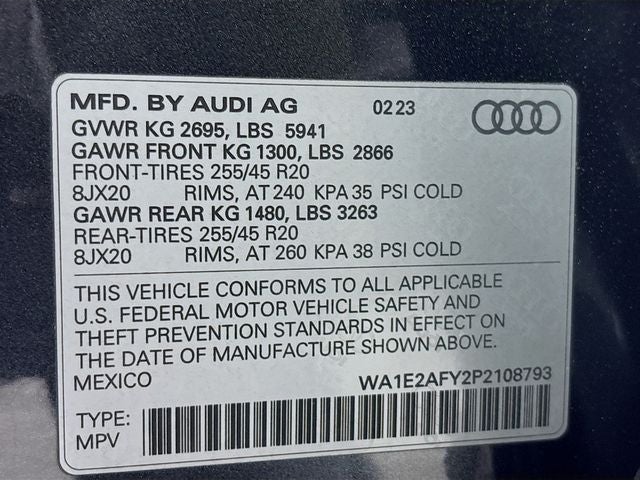 MFD. BY AUDI AG 02 23
GVWR KG 2695, LBS 5941
GAWR FRONT KG 1300, LBS 2866
FRONT-TIRES 255/45 R20
8JX20 RIMS, AT 240 KPA 35 PSI COLD
GAWR REAR KG 1480, LBS 3263
REAR-TIRES 255/45 R20
8JX20 RIMS, AT 260 KPA 38 PSI COLD
THIS VEHICLE CONFORMS TO ALL APPLICABLE
U.S. FEDERAL MOTOR VEHICLE SAFETY AND
THEFT PREVENTION STANDARDS IN EFFECT ON
THE DATE OF MANUFACTURE SHOWN ABOVE.
MEXICO WA1E2AFY2P2108793
TYPE:
MPV